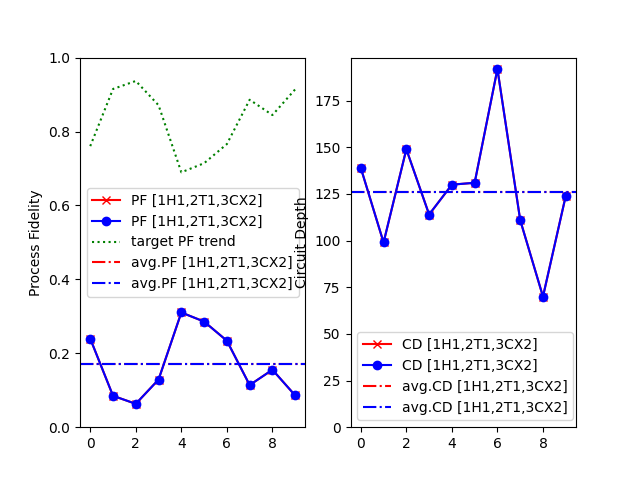 1.0
0.8
0.6
0.4
0.2
0.0
Process Fidelity
PF [1H1,2T1,3CX2]
PF [1H1,2T1,3CX2]
target PF trend
avg.PF [1H1,2T1,3CX2]
avg.PF [1H1,2T1,3CX2]
0 2 4 6 8
175
150
125
100
75
50
25
0
Circuit Depth
CD [1H1,2T1,3CX2]
CD [1H1,2T1,3CX2]
avg.CD [1H1,2T1,3CX2]
avg.CD [1H1,2T1,3CX2]
0 2 4 6 8